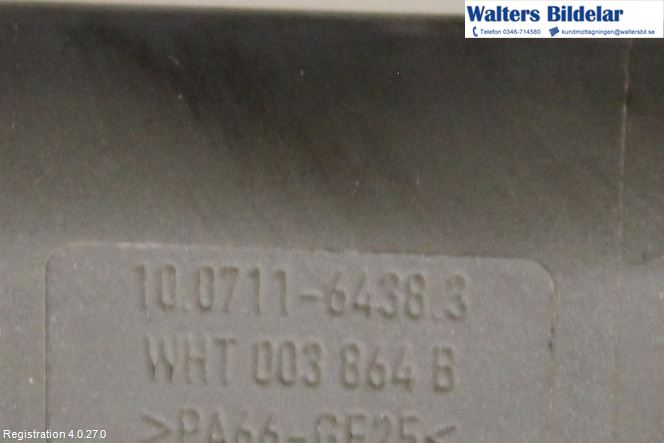 Walters Bildelar
Telefon 0346-714580 kundmottagningen@waltersbil.se
10.0711-6438.3
WHT 003 864 B
>PA66-GF25<
Registration 4.0.27.0